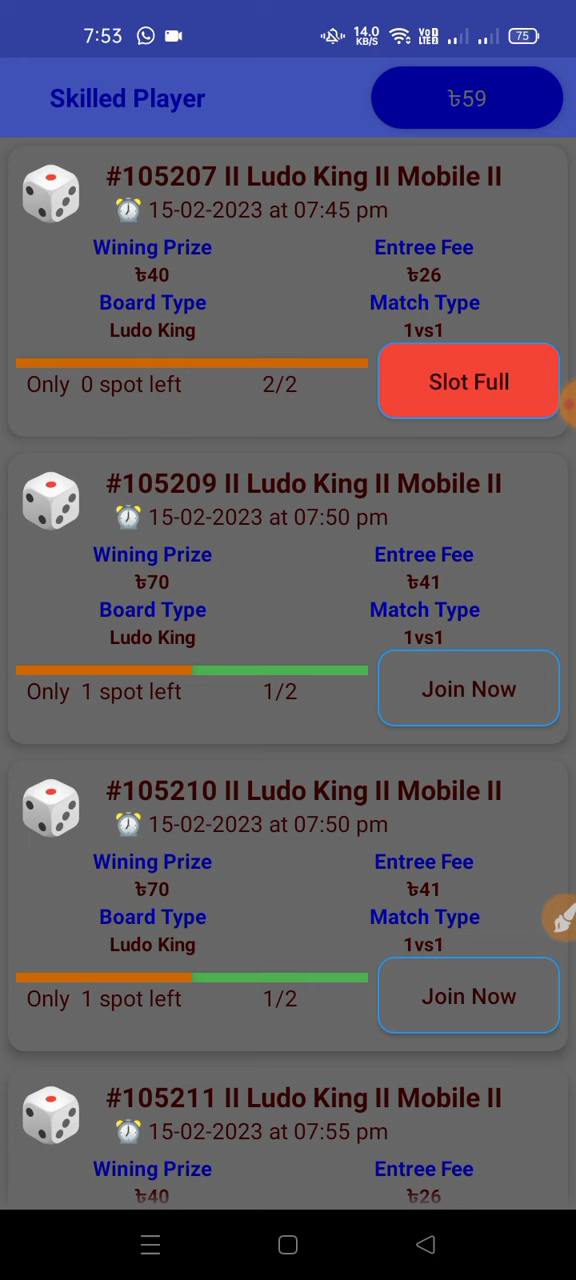 7:53 14.0 KB/S VoD LTE2 75
Skilled Player ৳59
#105207 II Ludo King II Mobile II
15-02-2023 at 07:45 pm
Wining Prize Entree Fee
৳40 ৳26
Board Type Match Type
Ludo King 1vs1
Only 0 spot left 2/2 Slot Full
#105209 II Ludo King II Mobile II
15-02-2023 at 07:50 pm
Wining Prize Entree Fee
৳70 ৳41
Board Type Match Type
Ludo King 1vs1
Only 1 spot left 1/2 Join Now
#105210 II Ludo King II Mobile II
15-02-2023 at 07:50 pm
Wining Prize Entree Fee
৳70 ৳41
Board Type Match Type
Ludo King 1vs1
Only 1 spot left 1/2 Join Now
#105211 II Ludo King II Mobile II
15-02-2023 at 07:55 pm
Wining Prize Entree Fee
৳40 ৳26